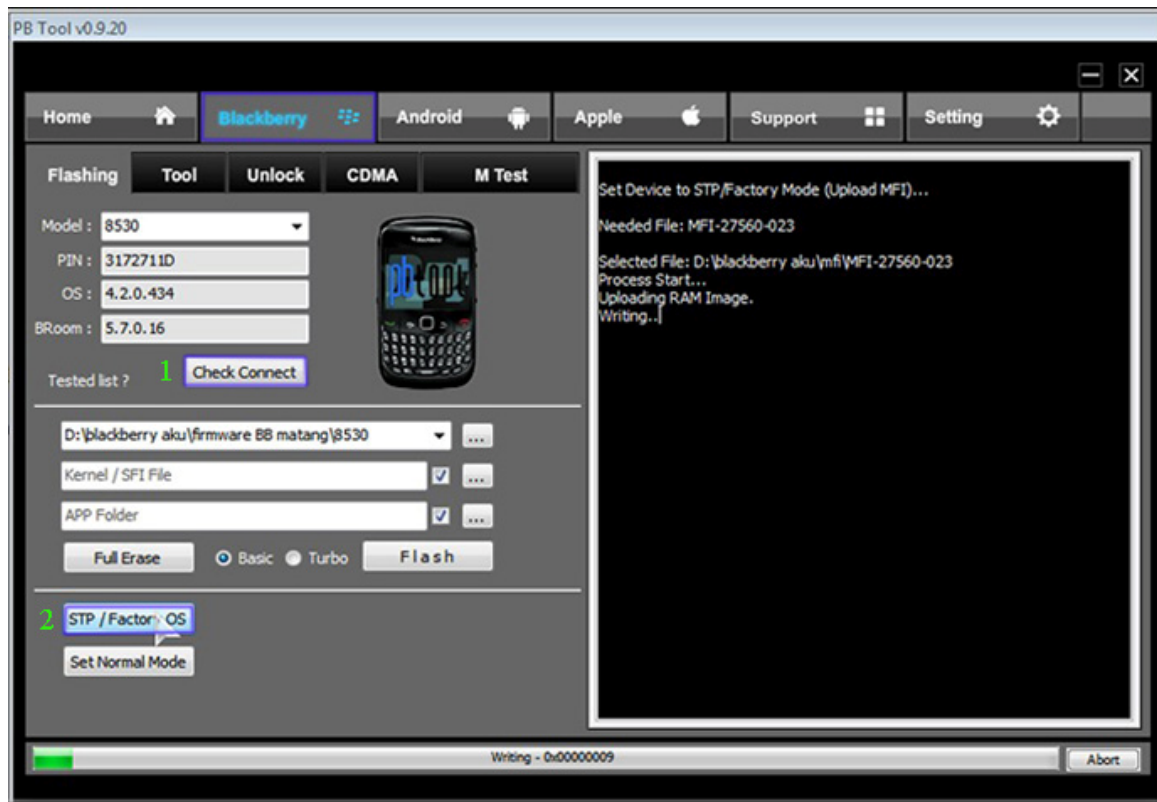 PB Tool v0.9.20
Home Blackberry Android Apple Support Setting
Flashing Tool Unlock CDMA M Test
Model : 8530
PIN : 3172711D
OS : 4.2.0.434
BRoom : 5.7.0.16
Tested list ? 1 Check Connect
pbtool
D:\blackberry aku\firmware BB matang\8530 ...
Kernel / SFI File ...
APP Folder ...
Full Erase Basic Turbo Flash
2 STP / Factory OS
Set Normal Mode
Set Device to STP/Factory Mode (Upload MFI)...
Needed File: MFI-27560-023
Selected File: D:\blackberry aku\mfi\MFI-27560-023
Process Start...
Uploading RAM Image.
Writing..
Writing - 0x00000009 Abort